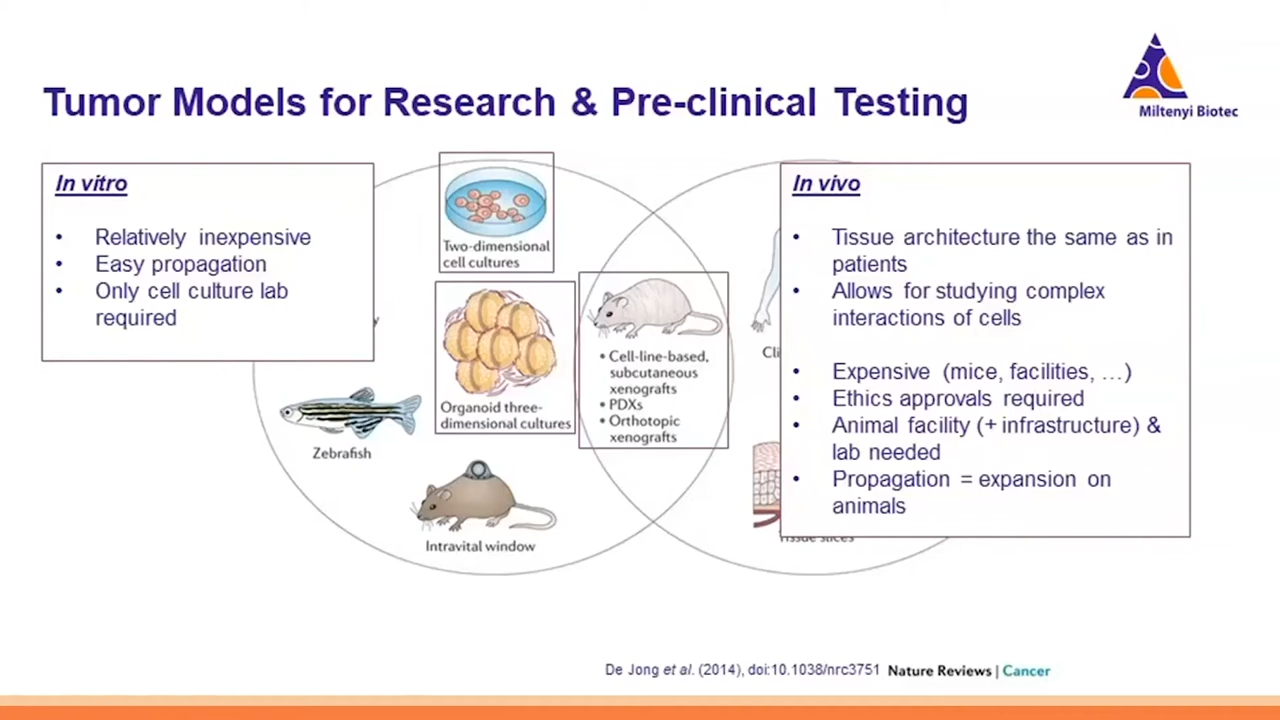 Tumor Models for Research & Pre-clinical Testing
Miltenyi Biotec
In vitro
• Relatively inexpensive
• Easy propagation
• Only cell culture lab
required
Two-dimensional
cell cultures
Organoid three-
dimensional cultures
• Cell-line-based,
subcutaneous
xenografts
• PDXs
• Orthotopic
xenografts
Zebrafish
Intravital window
In vivo
• Tissue architecture the same as in
patients
• Allows for studying complex
interactions of cells
• Expensive (mice, facilities, …)
• Ethics approvals required
• Animal facility (+ infrastructure) &
lab needed
• Propagation = expansion on
animals
Tissue slices
De Jong et al. (2014), doi:10.1038/nrc3751 Nature Reviews | Cancer